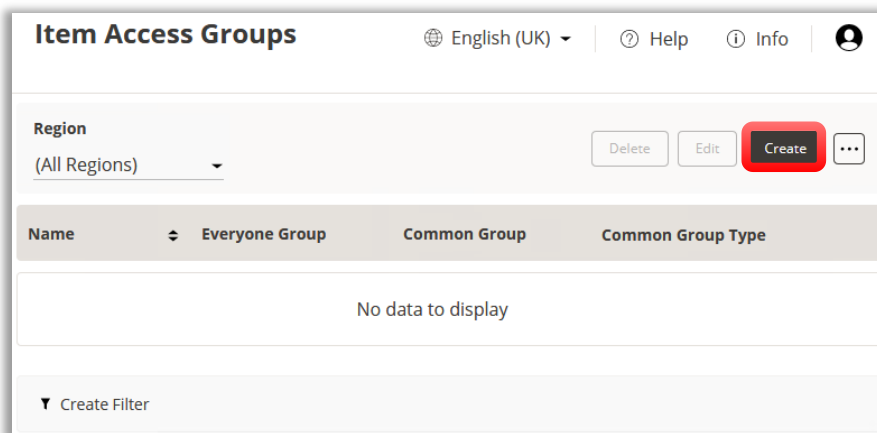 Item Access Groups
English (UK)
Help
Info
Region
(All Regions)
Delete
Edit
Create
Name
Everyone Group
Common Group
Common Group Type
No data to display
Create Filter